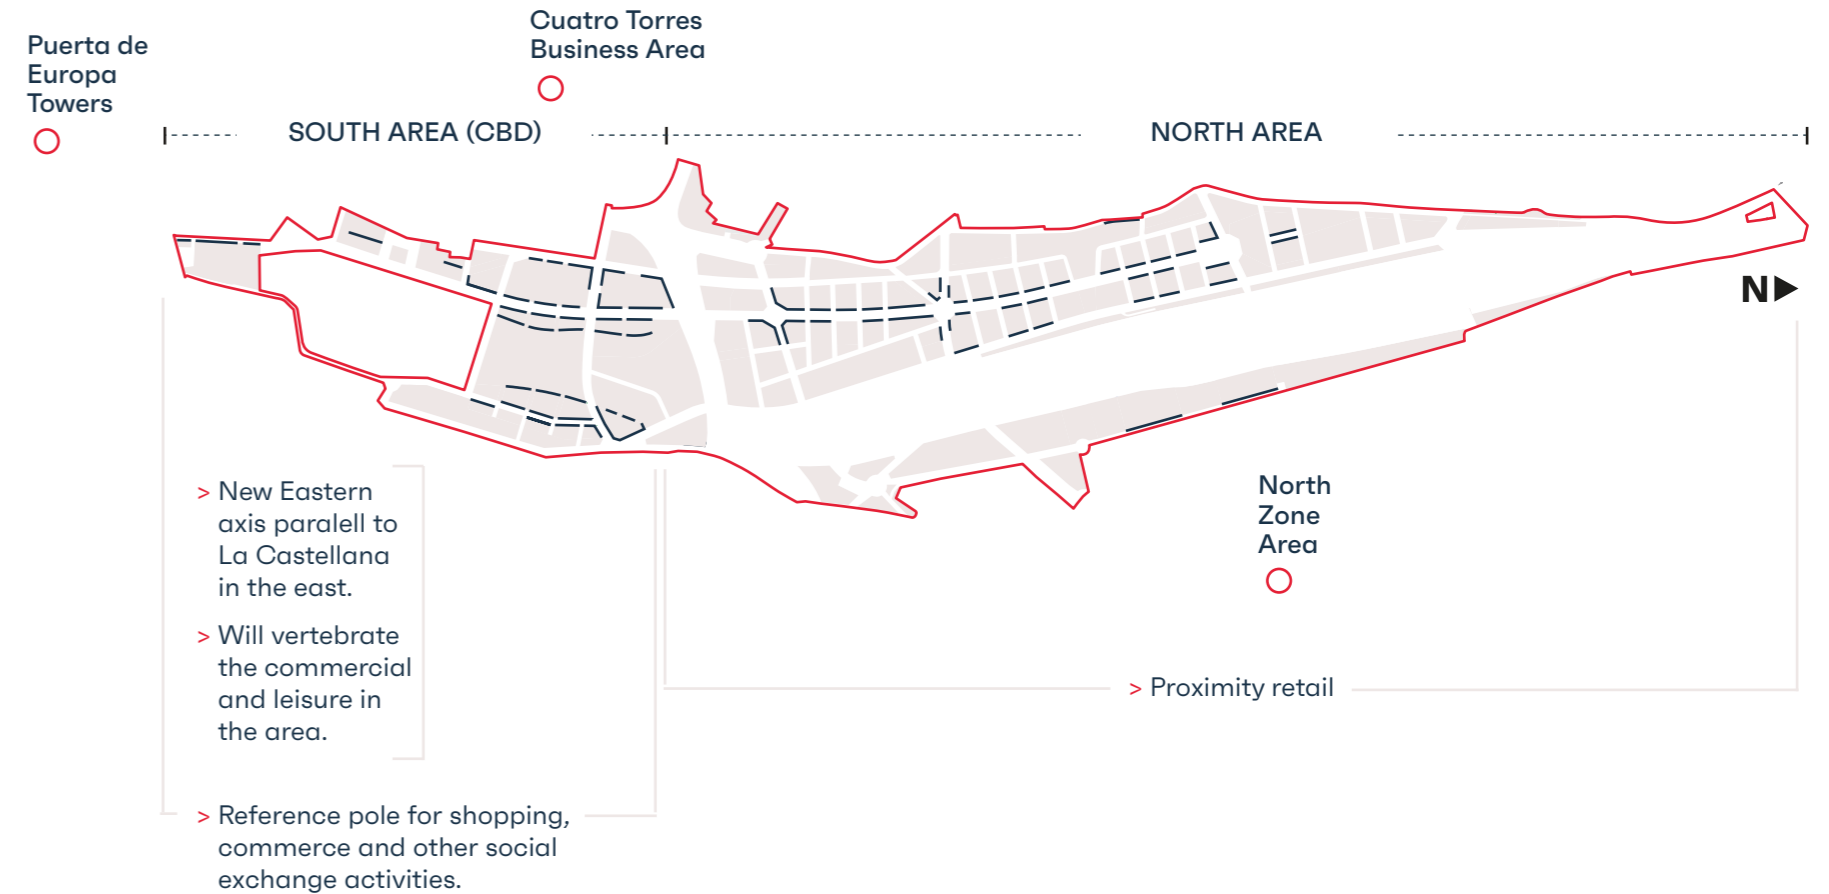 Puerta de
Europa
Towers
Cuatro Torres
Business Area
SOUTH AREA (CBD)
NORTH AREA
N
> New Eastern
axis paralell to
La Castellana
in the east.
> Will vertebrate
the commercial
and leisure in
the area.
> Reference pole for shopping,
commerce and other social
exchange activities.
North
Zone
Area
> Proximity retail